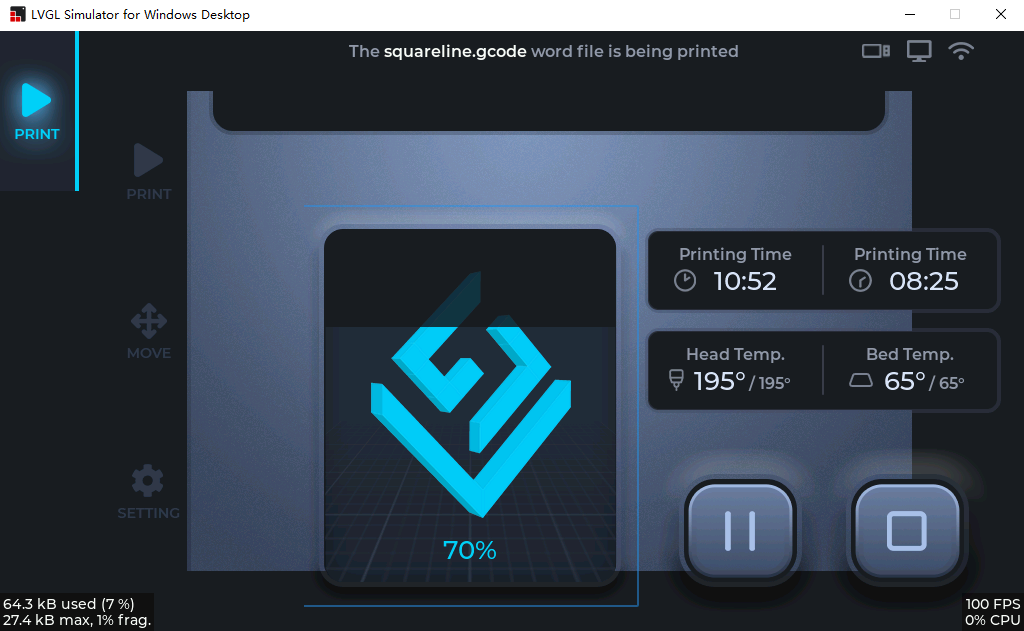 LVGL Simulator for Windows Desktop
The squareline.gcode word file is being printed
PRINT
PRINT
MOVE
SETTING
70%
Printing Time
10:52
Printing Time
08:25
Head Temp.
195° / 195°
Bed Temp.
65° / 65°
64.3 kB used (7 %)
27.4 kB max, 1% frag.
100 FPS
0% CPU